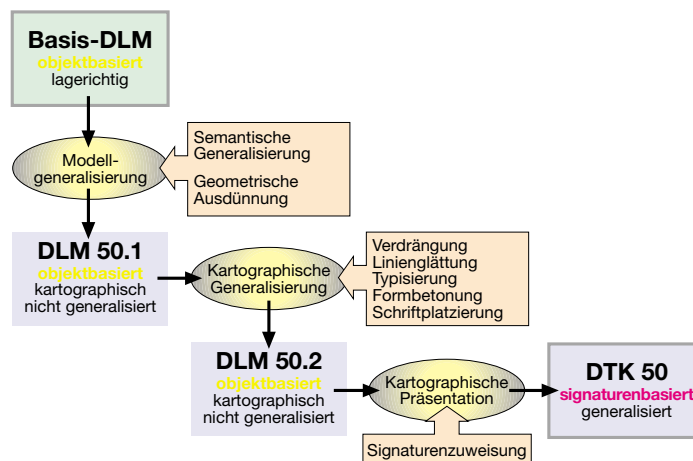 Basis-DLM
objektbasiert
lagerichtig
Modell-
generalisierung
Semantische
Generalisierung
Geometrische
Ausdünnung
DLM 50.1
objektbasiert
kartographisch
nicht generalisiert
Kartographische
Generalisierung
Verdrängung
Linienglättung
Typisierung
Formbetonung
Schriftplatzierung
DLM 50.2
objektbasiert
kartographisch
nicht generalisiert
Kartographische
Präsentation
Signaturenzuweisung
DTK 50
signaturenbasiert
generalisiert